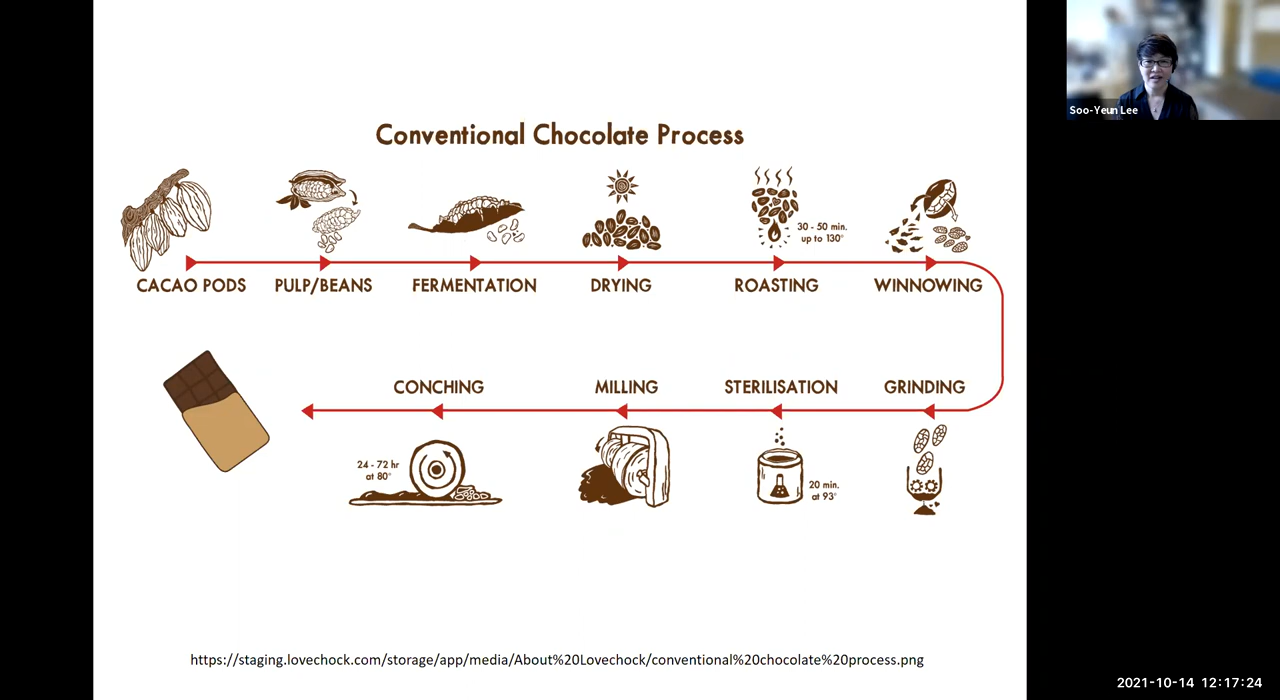 Soo-Yeun Lee
Conventional Chocolate Process
30 - 50 min.
up to 130°
CACAO PODS
PULP/BEANS
FERMENTATION
DRYING
ROASTING
WINNOWING
CONCHING
MILLING
STERILISATION
GRINDING
24 - 72 hr
at 80°
20 min.
at 93°
https://staging.lovechock.com/storage/app/media/About%20Lovechock/conventional%20chocolate%20process.png
2021-10-14 12:17:24